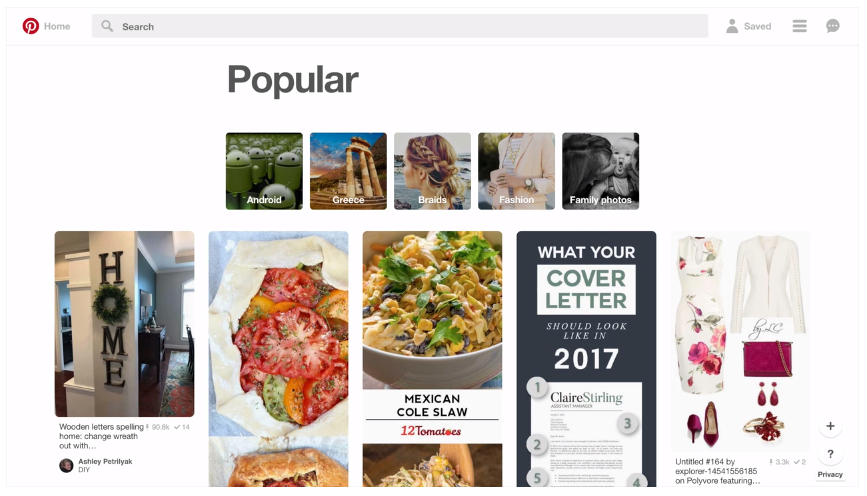 Home
Search
Saved
Popular
Android
Greece
Braids
Fashion
Family photos
HOME
Wooden letters spelling
home: change wreath
out with...
90.8k
14
Ashley Petrilyak
DIY
MEXICAN
COLE SLAW
12Tomatoes
WHAT YOUR
COVER
LETTER
SHOULD LOOK
LIKE IN
2017
1
ClaireStirling
ASSISTANT MANAGER
3
2
5
4
by LC
Untitled #164 by
explorer-14541556185
on Polyvore featuring...
3.3k
2
+
?
Privacy